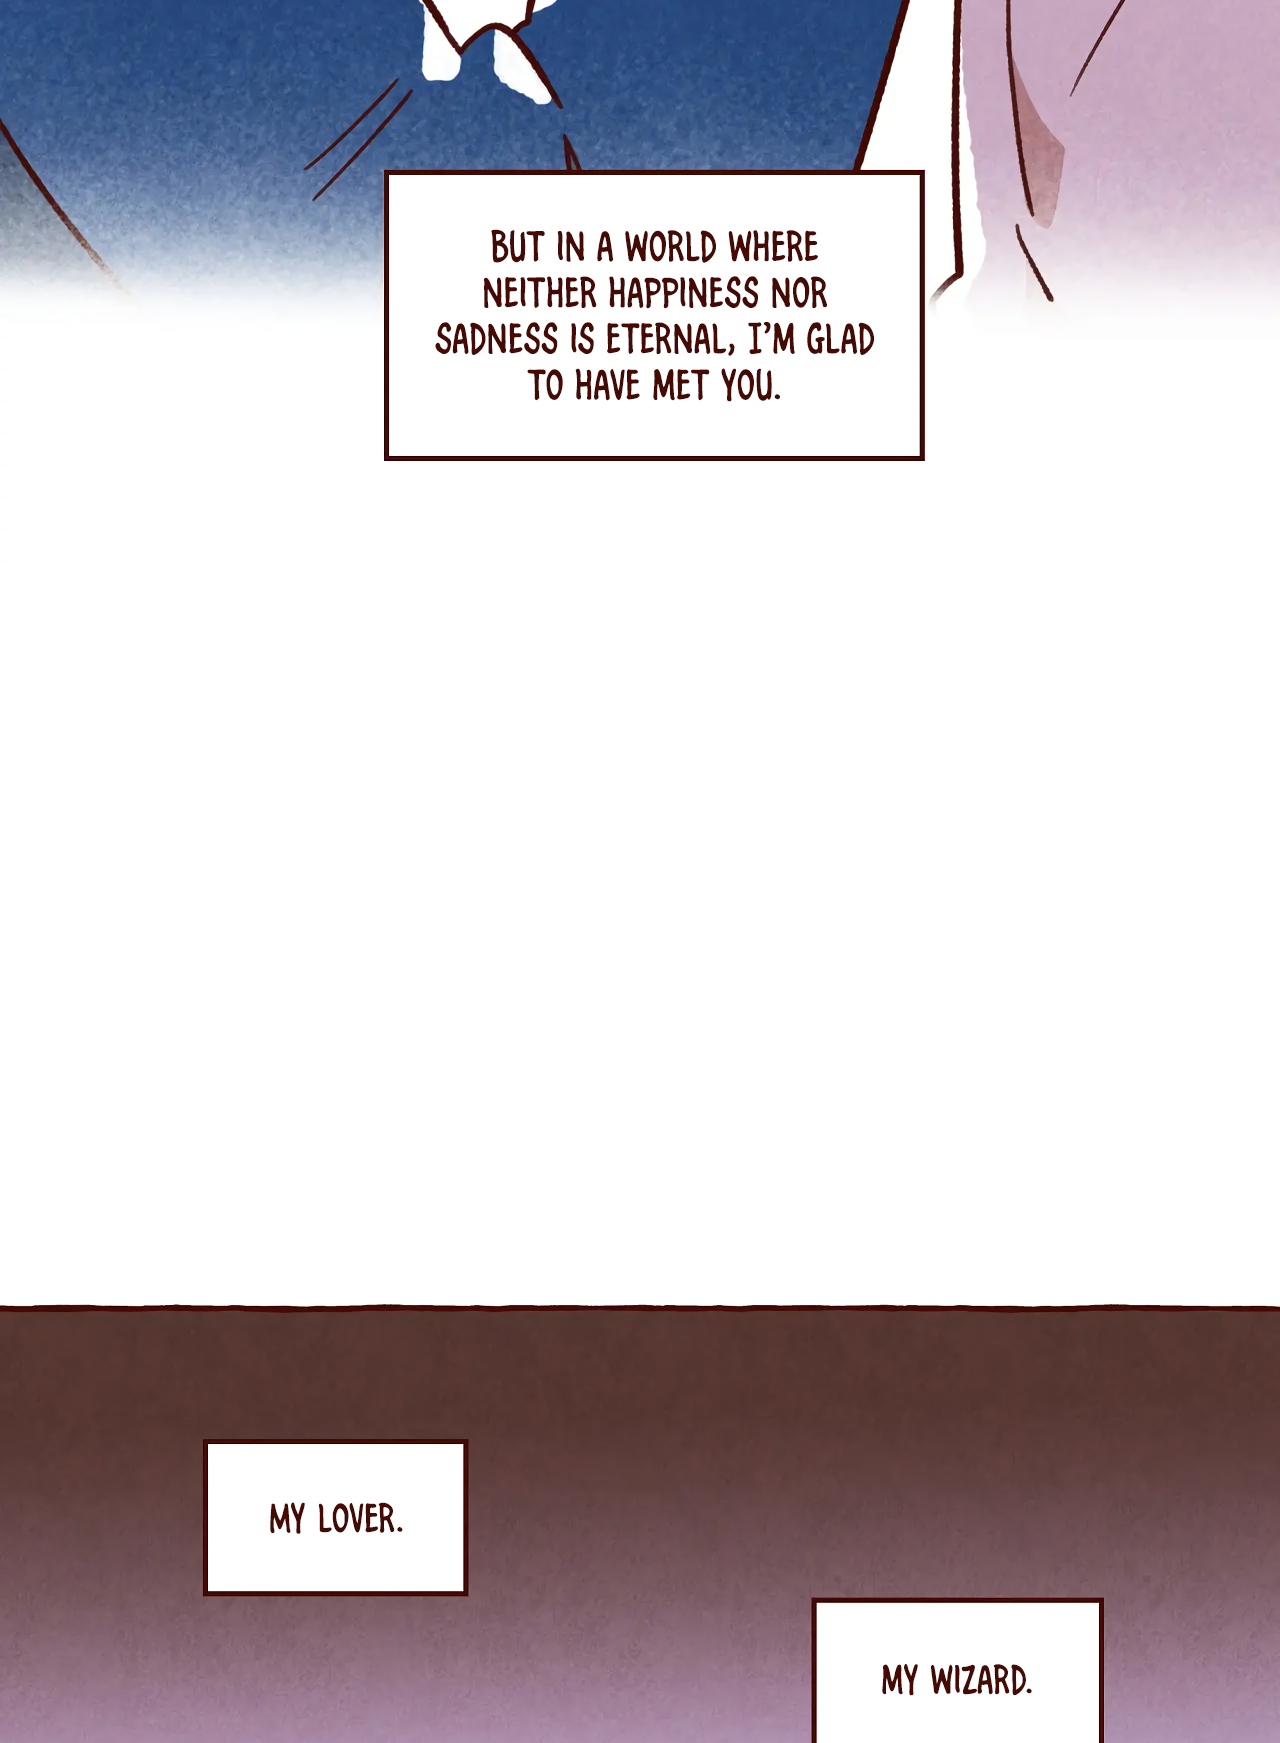 BUT IN A WORLD WHERE
NEITHER HAPPINESS NOR
SADNESS IS ETERNAL, I'M GLAD
TO HAVE MET YOU.
MY LOVER.
MY WIZARD.